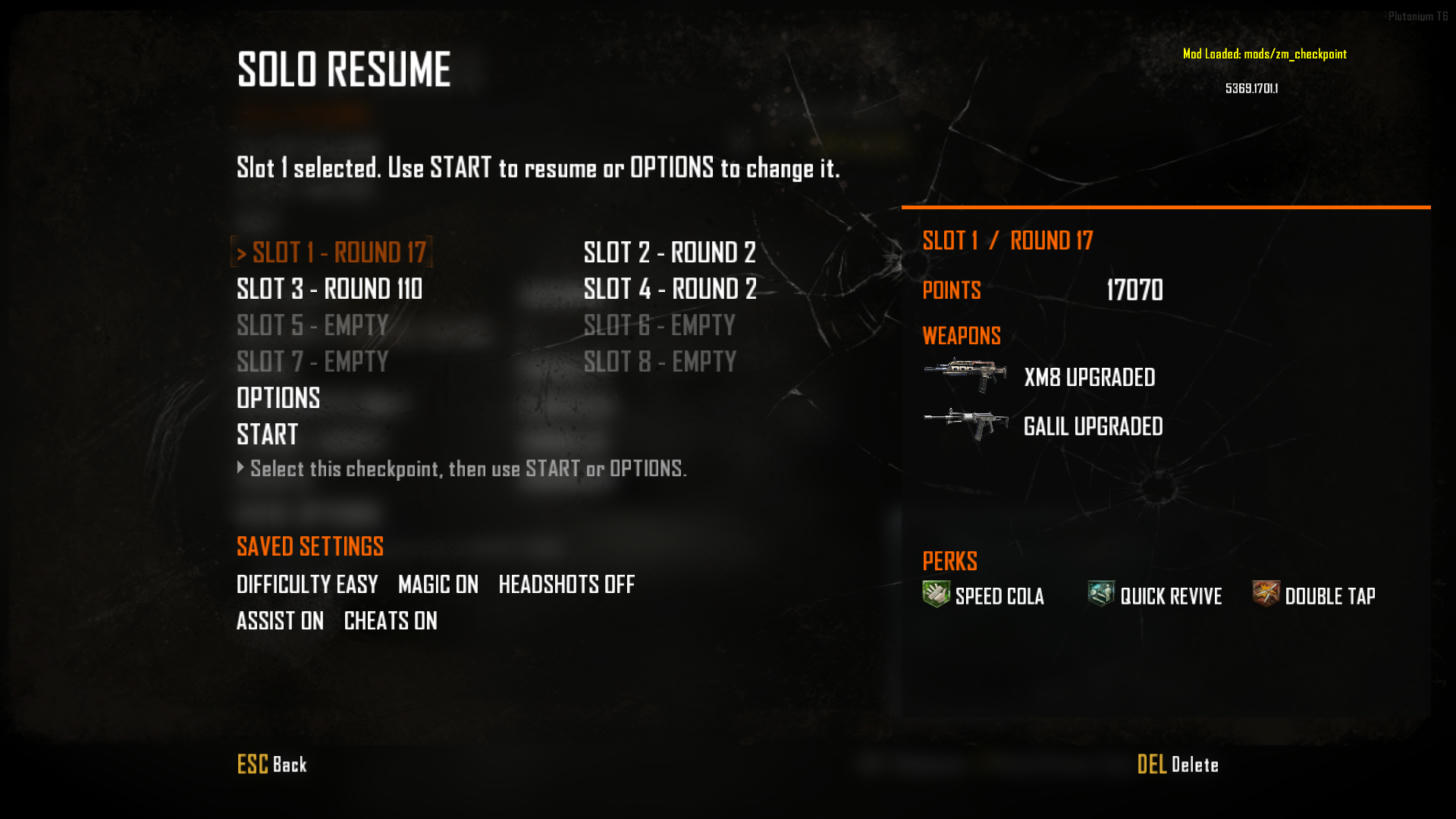 Plutonium T6
SOLO RESUME
Mod Loaded: mods/zm_checkpoint
5369.1701.1
Slot 1 selected. Use START to resume or OPTIONS to change it.
> SLOT 1 - ROUND 17
SLOT 2 - ROUND 2
SLOT 3 - ROUND 110
SLOT 4 - ROUND 2
SLOT 5 - EMPTY
SLOT 6 - EMPTY
SLOT 7 - EMPTY
SLOT 8 - EMPTY
OPTIONS
START
Select this checkpoint, then use START or OPTIONS.
SAVED SETTINGS
DIFFICULTY EASY MAGIC ON HEADSHOTS OFF
ASSIST ON CHEATS ON
SLOT 1 / ROUND 17
POINTS 17070
WEAPONS
XM8 UPGRADED
GALIL UPGRADED
PERKS
SPEED COLA QUICK REVIVE DOUBLE TAP
ESC Back
DEL Delete